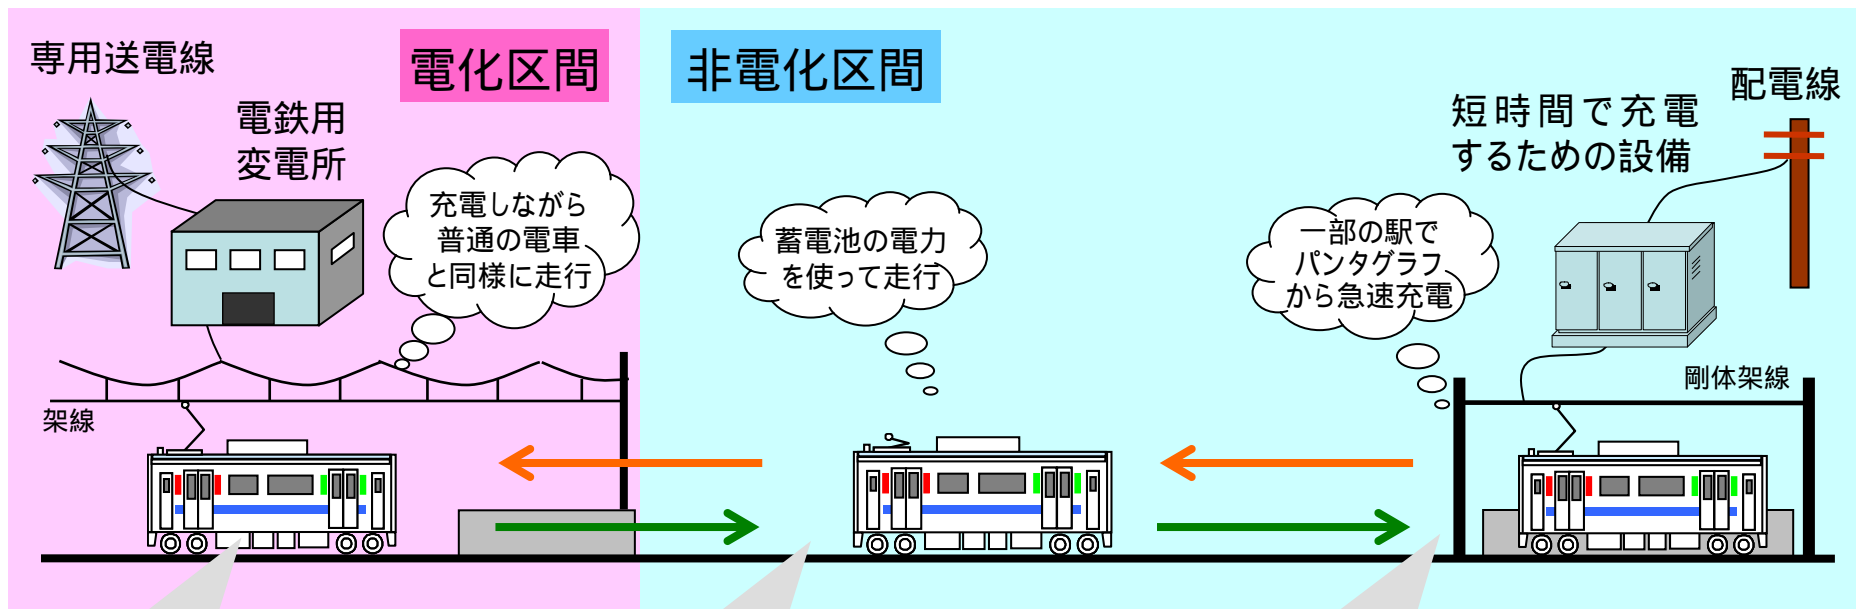 専用送電線
電化区間
非電化区間
配電線
電鉄用
変電所
短時間で充電
するための設備
充電しながら
普通の電車
と同様に走行
蓄電池の電力
を使って走行
一部の駅で
パンタグラフ
から急速充電
剛体架線
架線